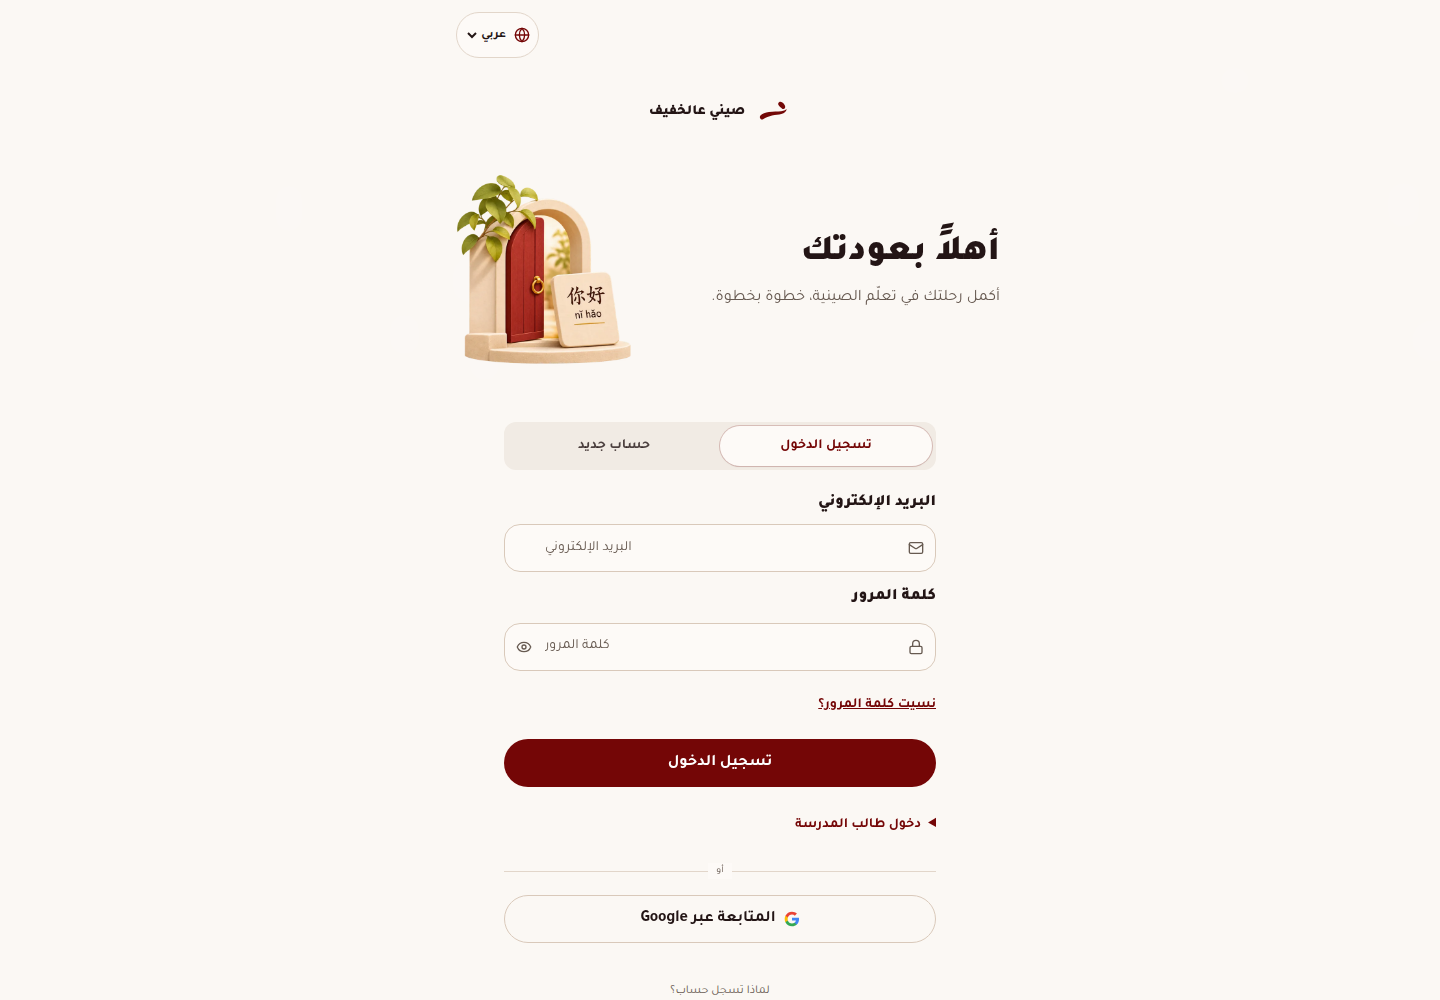 عربي
صيني عالخفيف
أهلاً بعودتك
أكمل رحلتك في تعلّم الصينية، خطوة بخطوة.
你好
nǐ hǎo
تسجيل الدخول
حساب جديد
البريد الإلكتروني
البريد الإلكتروني
كلمة المرور
كلمة المرور
نسيت كلمة المرور؟
تسجيل الدخول
دخول طالب المدرسة
أو
المتابعة عبر Google
لماذا تسجل حساب؟